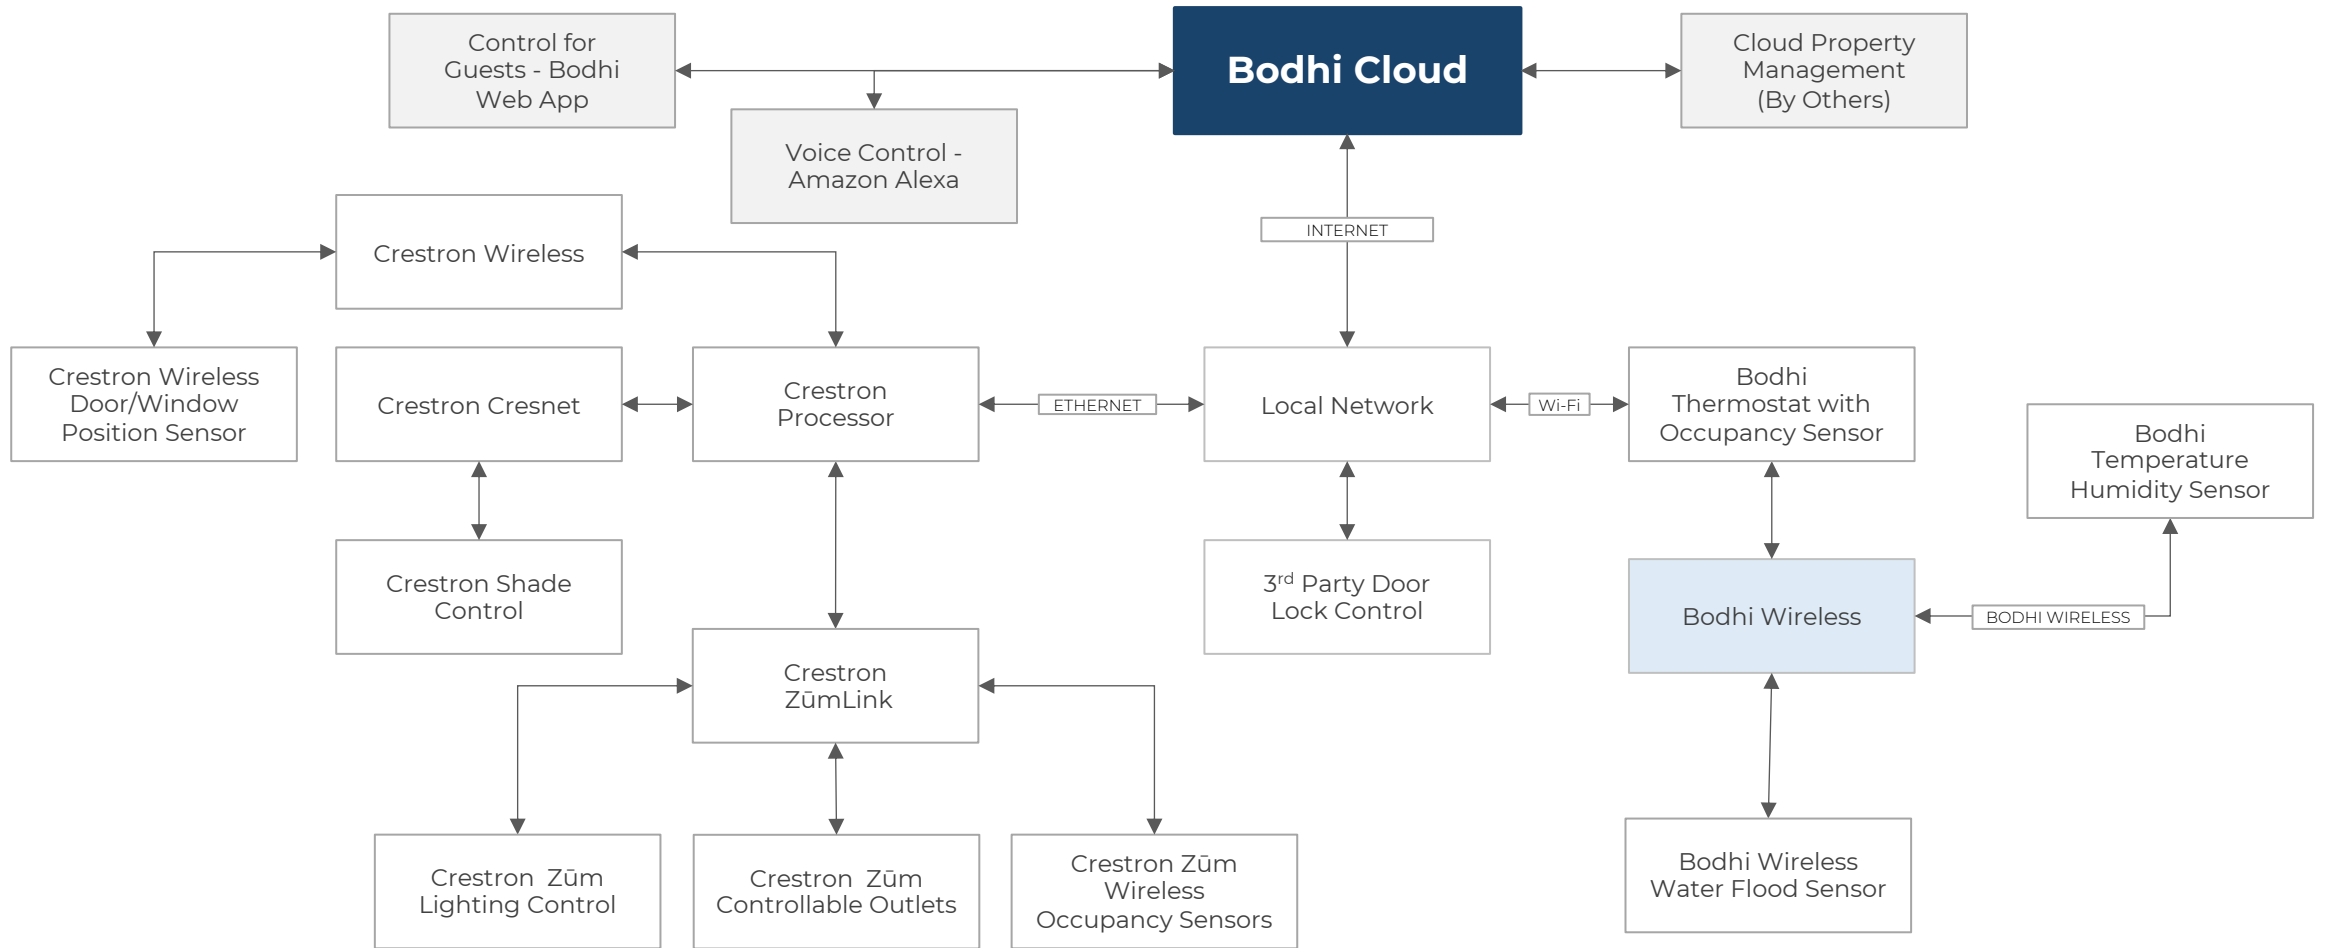 Control for
Guests - Bodhi
Web App
Bodhi Cloud
Cloud Property
Management
(By Others)
Voice Control -
Amazon Alexa
Crestron Wireless
INTERNET
Crestron Wireless
Door/Window
Position Sensor
Crestron Cresnet
Crestron
Processor
ETHERNET
Local Network
Wi-Fi
Bodhi
Thermostat with
Occupancy Sensor
Bodhi
Temperature
Humidity Sensor
Crestron Shade
Control
3rd Party Door
Lock Control
Bodhi Wireless
BODHI WIRELESS
Crestron
ZūmLink
Crestron  Zūm
Lighting Control
Crestron  Zūm
Controllable Outlets
Crestron Zūm
Wireless
Occupancy Sensors
Bodhi Wireless
Water Flood Sensor